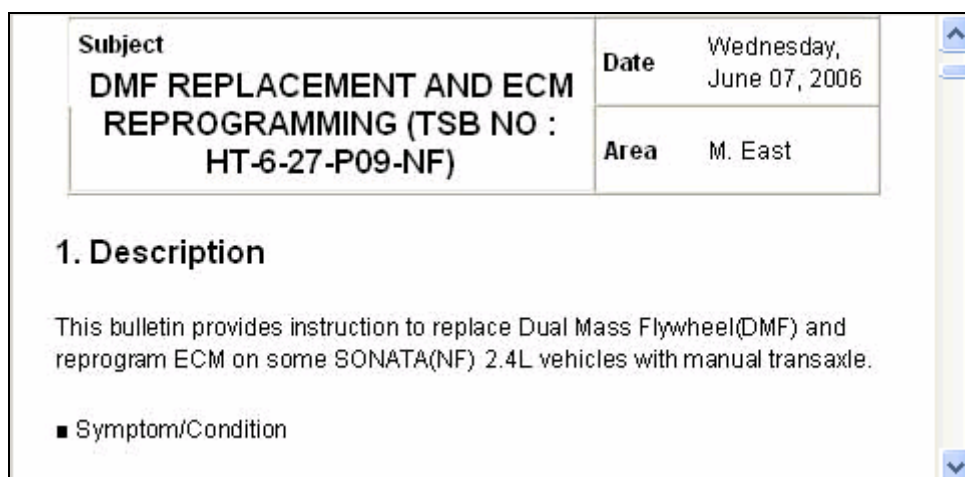 Subject
DMF REPLACEMENT AND ECM
REPROGRAMMING (TSB NO :
HT-6-27-P09-NF)
Date
Wednesday,
June 07, 2006
Area
M. East
1. Description
This bulletin provides instruction to replace Dual Mass Flywheel(DMF) and
reprogram ECM on some SONATA(NF) 2.4L vehicles with manual transaxle.
■ Symptom/Condition